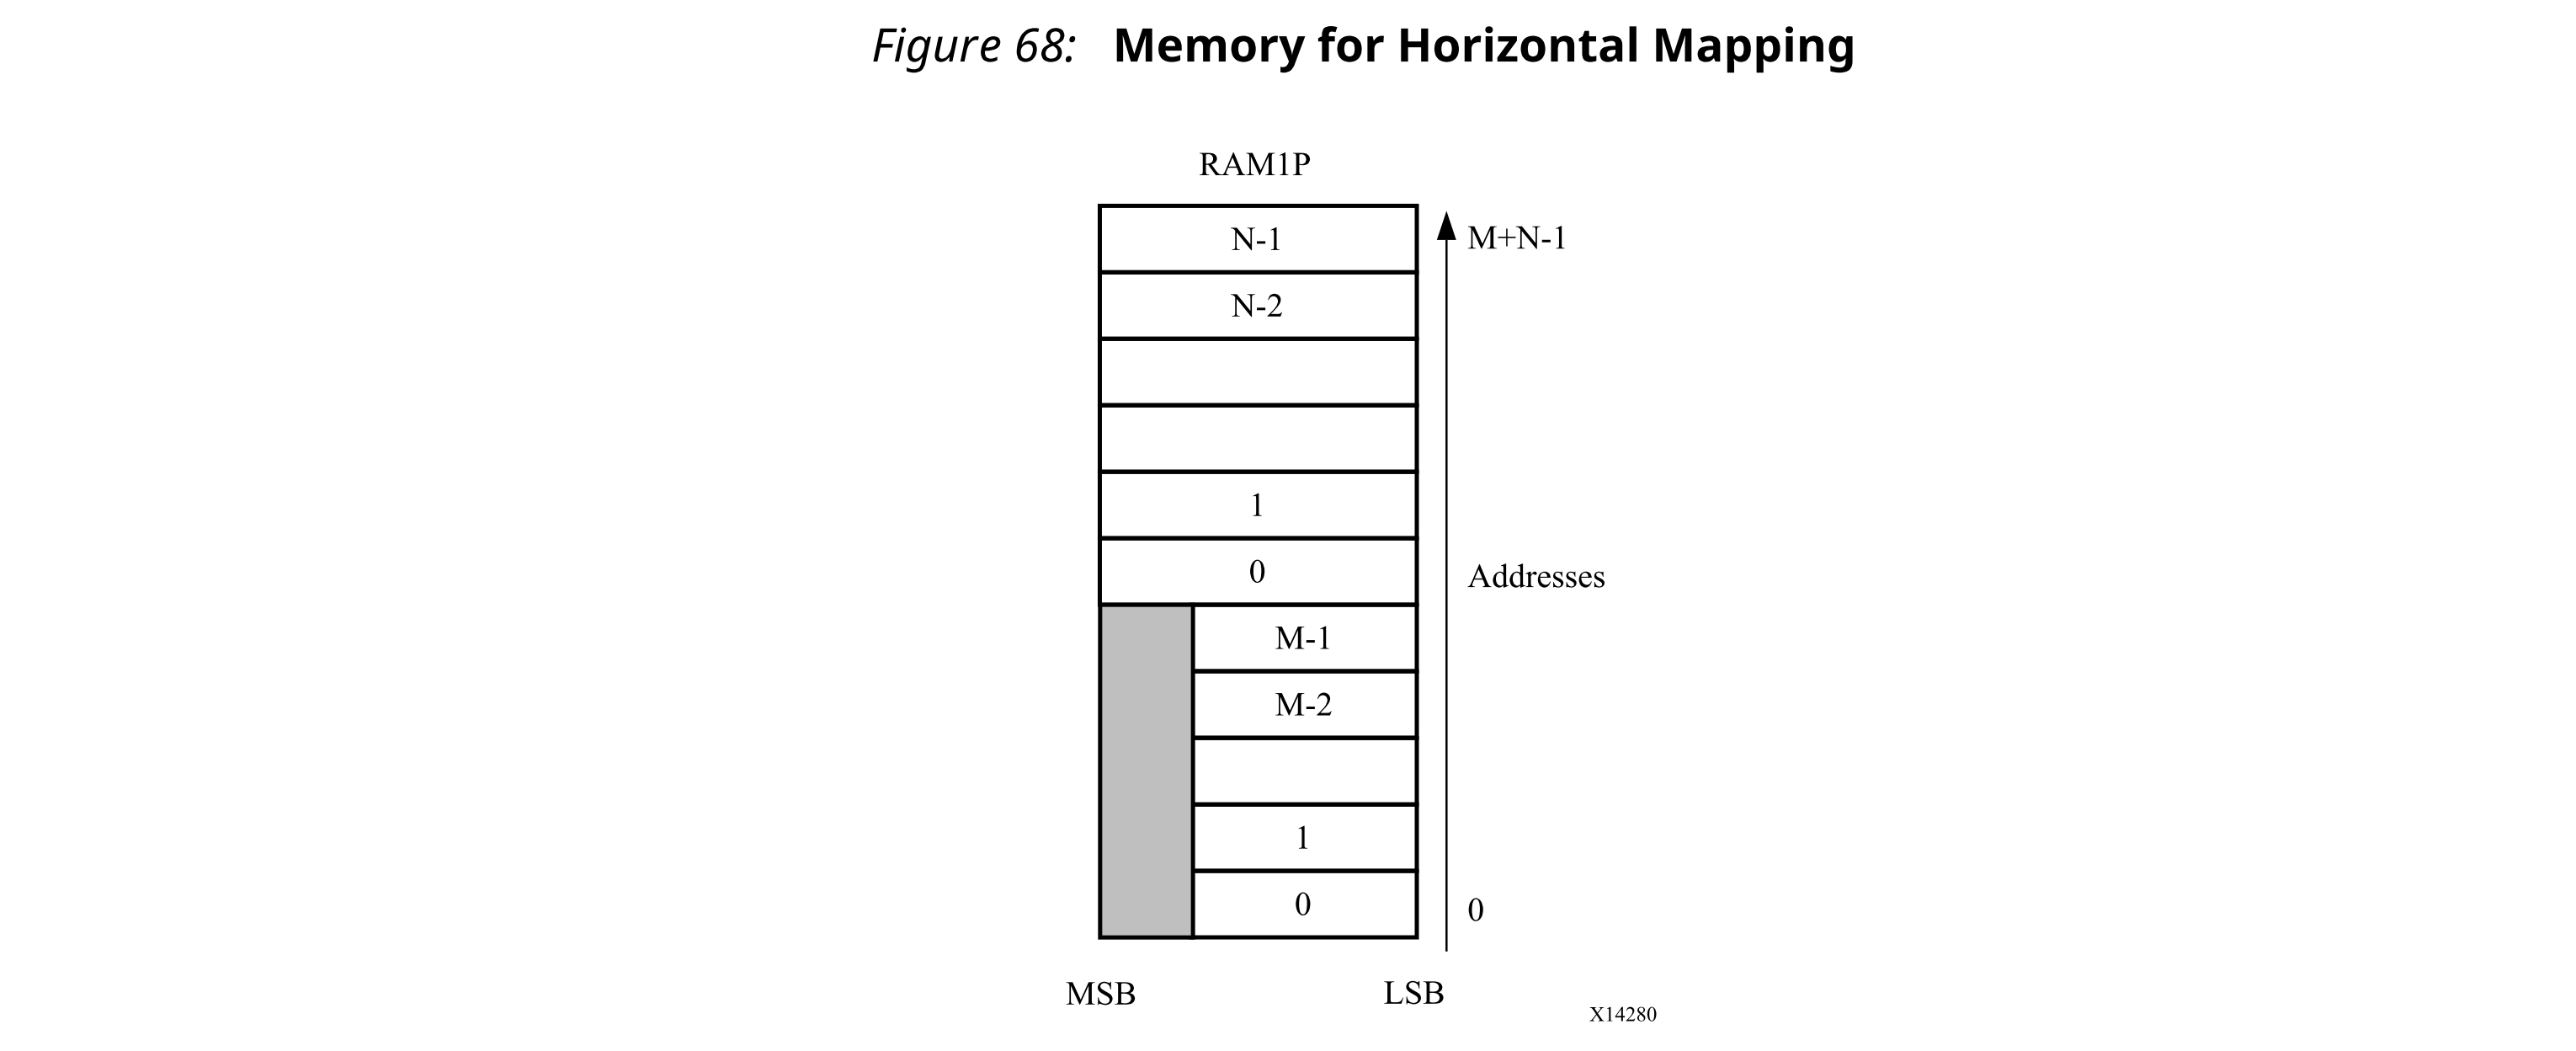 Figure 68: Memory for Horizontal Mapping
RAM1P
N-1
M+N-1
N-2
1
0
Addresses
M-1
M-2
1
0
0
MSB
LSB
X14280